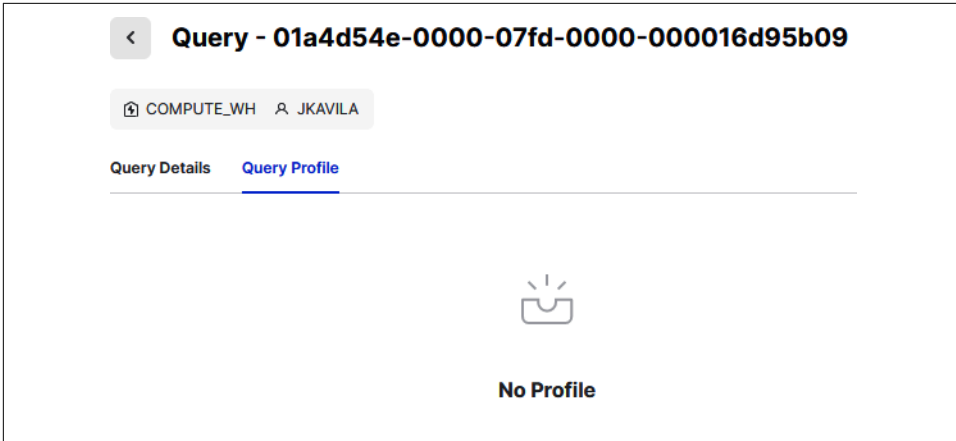 Query - 01a4d54e-0000-07fd-0000-000016d95b09
COMPUTE_WH JKAVILA
Query Details Query Profile
No Profile